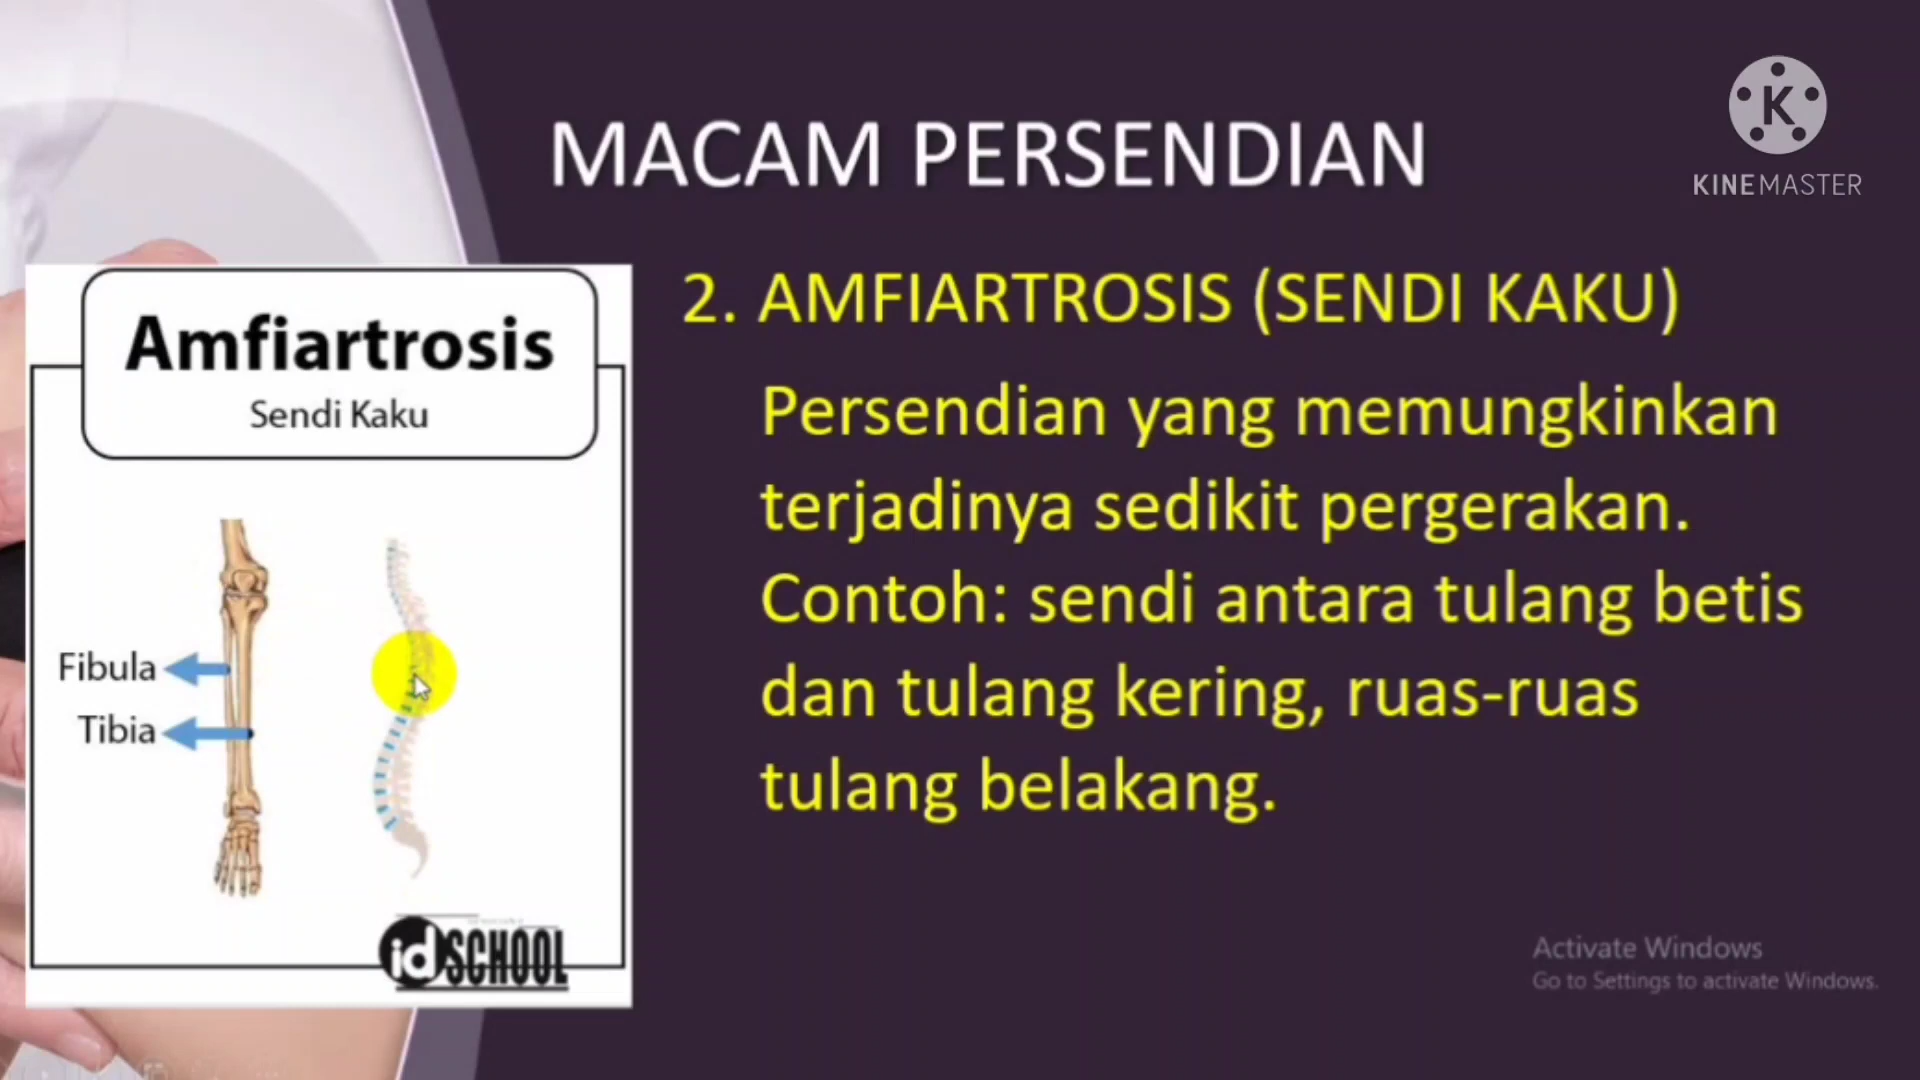 MACAM PERSENDIAN
K
KINEMASTER
Amfiartrosis
Sendi Kaku
Fibula
Tibia
id SCHOOL
2. AMFIARTROSIS (SENDI KAKU)
Persendian yang memungkinkan
terjadinya sedikit pergerakan.
Contoh: sendi antara tulang betis
dan tulang kering, ruas-ruas
tulang belakang.
Activate Windows
Go to Settings to activate Windows.